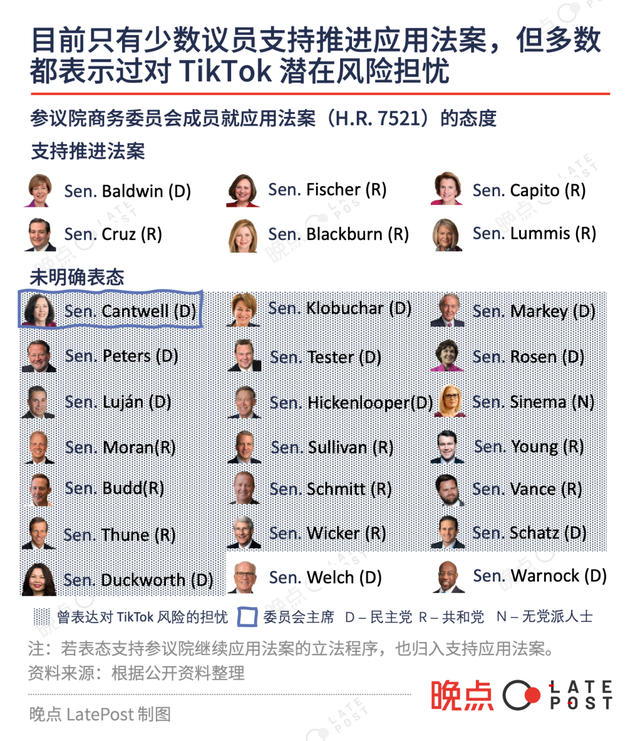 目前只有少数议员支持推进应用法案，但多数
都表示过对 TikTok 潜在风险担忧
参议院商务委员会成员就应用法案（H.R. 7521）的态度
支持推进法案
Sen. Baldwin (D) Sen. Fischer (R) Sen. Capito (R)
Sen. Cruz (R) Sen. Blackburn (R) Sen. Lummis (R)
未明确表态
Sen. Cantwell (D) Sen. Klobuchar (D) Sen. Markey (D)
Sen. Peters (D) Sen. Tester (D) Sen. Rosen (D)
Sen. Luján (D) Sen. Hickenlooper(D) Sen. Sinema (N)
Sen. Moran(R) Sen. Sullivan (R) Sen. Young (R)
Sen. Budd(R) Sen. Schmitt (R) Sen. Vance (R)
Sen. Thune (R) Sen. Wicker (R) Sen. Schatz (D)
Sen. Duckworth (D) Sen. Welch (D) Sen. Warnock (D)
曾表达对 TikTok 风险的担忧 委员会主席 D – 民主党 R – 共和党 N – 无党派人士
注：若表态支持参议院继续应用法案的立法程序，也归入支持应用法案。
资料来源：根据公开资料整理
晚点 LatePost 制图
晚点 LATE
POST